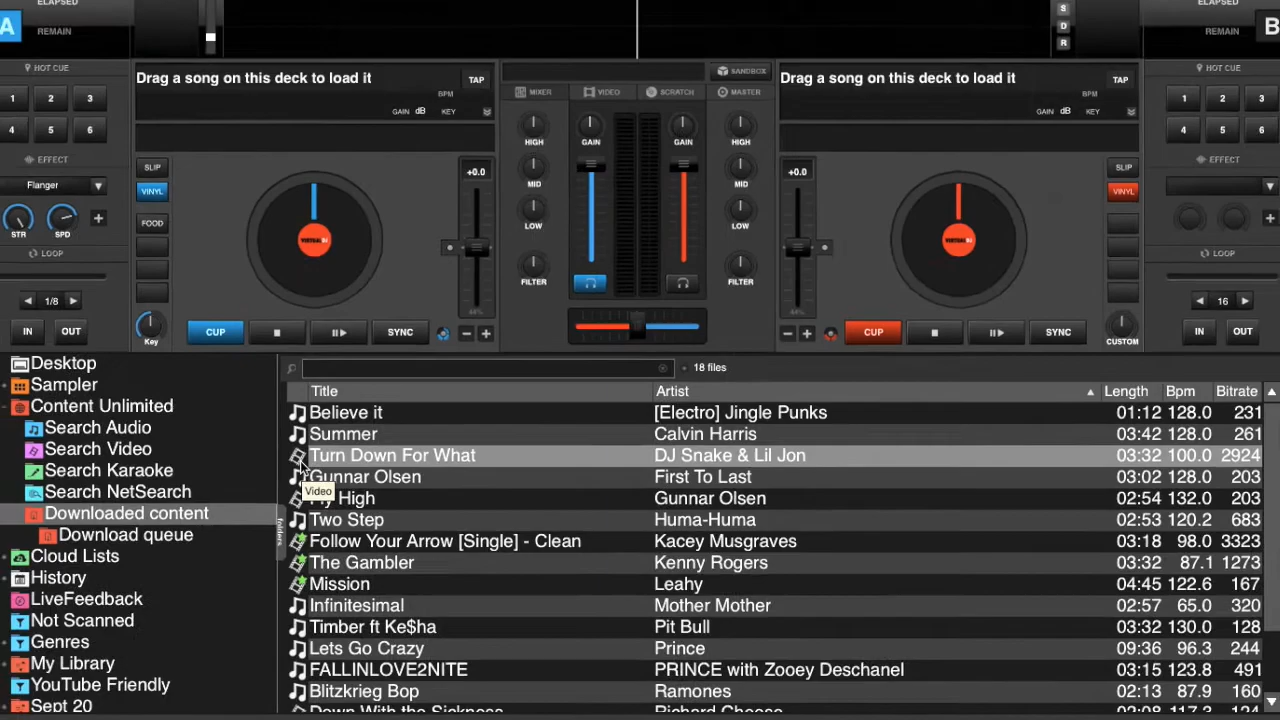 ELAPSED
A
REMAIN
S
D
R
ELAPSED
REMAIN
B
HOT CUE
1 2 3
4 5 6
EFFECT
Flanger
STR SPD
LOOP
1/8
IN OUT
Drag a song on this deck to load it
TAP
BPM
GAIN dB KEY
SLIP
VINYL
FOOD
Key
VIRTUAL DJ
+0.0
44%
CUP
SYNC
SANDBOX
MIXER VIDEO SCRATCH MASTER
HIGH GAIN GAIN HIGH
MID MID
LOW LOW
FILTER FILTER
Drag a song on this deck to load it
TAP
BPM
GAIN dB KEY
+0.0
44%
VIRTUAL DJ
SLIP
VINYL
CUSTOM
CUP
SYNC
HOT CUE
1 2 3
4 5 6
EFFECT
LOOP
16
IN OUT
Desktop
Sampler
Content Unlimited
Search Audio
Search Video
Search Karaoke
Search NetSearch
Downloaded content
Download queue
Cloud Lists
History
LiveFeedback
Not Scanned
Genres
My Library
YouTube Friendly
Sept 20
folders
18 files
Title Artist Length Bpm Bitrate
Believe it [Electro] Jingle Punks 01:12 128.0 231
Summer Calvin Harris 03:42 128.0 261
Turn Down For What DJ Snake & Lil Jon 03:32 100.0 2924
Gunnar Olsen First To Last 02:54 128.0 203
Video
High Gunnar Olsen 02:54 132.0 203
Two Step Huma-Huma 02:53 120.2 683
Follow Your Arrow [Single] - Clean Kacey Musgraves 03:18 98.0 3323
The Gambler Kenny Rogers 03:32 87.1 1273
Mission Leahy 04:45 122.6 167
Infinitesimal Mother Mother 02:57 65.0 320
Timber ft Ke$ha Pit Bull 03:32 130.0 128
Lets Go Crazy Prince 09:36 96.3 244
FALLINLOVE2NITE PRINCE with Zooey Deschanel 03:15 123.8 491
Blitzkrieg Bop Ramones 02:13 87.9 160
Down With the Sickness Richard Cheese 02:08 117.3 124